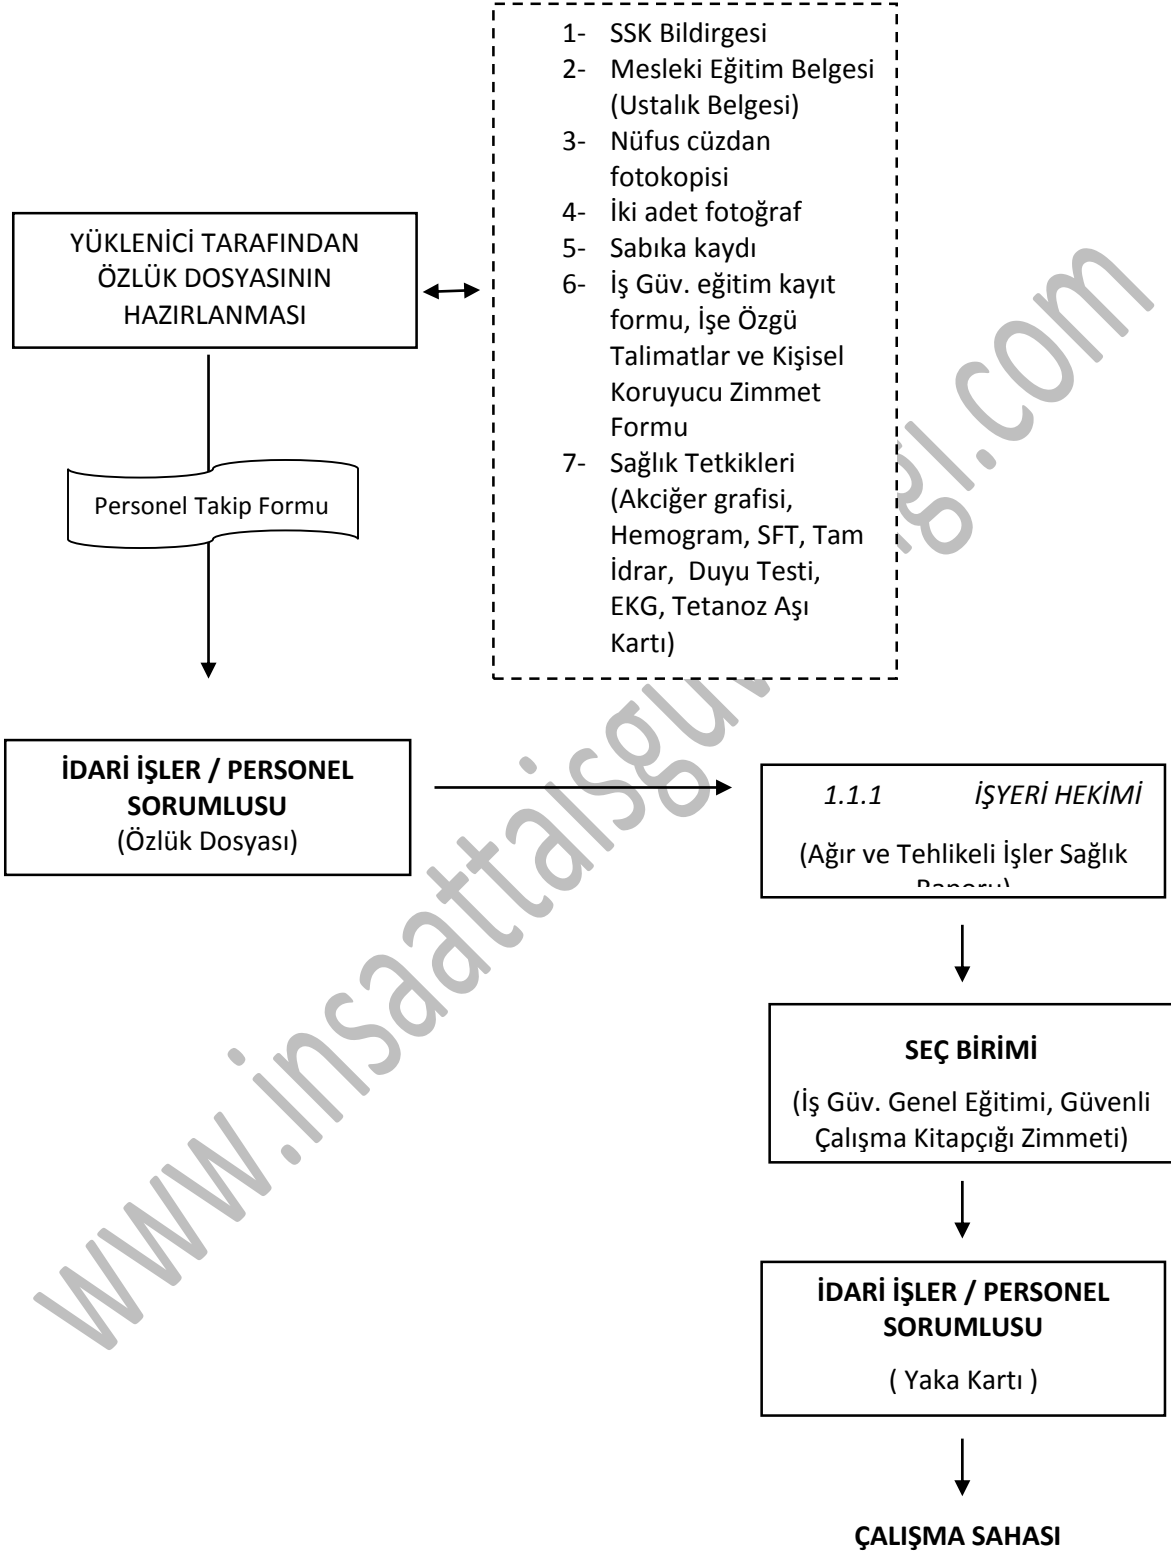 1- SSK Bildirgesi
2- Mesleki Eğitim Belgesi
(Ustalık Belgesi)
3- Nüfus cüzdan
fotokopisi
4- İki adet fotoğraf
5- Sabıka kaydı
6- İş Güv. eğitim kayıt
formu, İşe Özgü
Talimatlar ve Kişisel
Koruyucu Zimmet
Formu
7- Sağlık Tetkikleri
(Akciğer grafisi,
Hemogram, SFT, Tam
İdrar, Duyu Testi,
EKG, Tetanoz Aşı
Kartı)
YÜKLENİCİ TARAFINDAN
ÖZLÜK DOSYASININ
HAZIRLANMASI
Personel Takip Formu
İDARİ İŞLER / PERSONEL
SORUMLUSU
(Özlük Dosyası)
1.1.1 İŞYERİ HEKİMİ
(Ağır ve Tehlikeli İşler Sağlık
SEÇ BİRİMİ
(İş Güv. Genel Eğitimi, Güvenli
Çalışma Kitapçığı Zimmeti)
İDARİ İŞLER / PERSONEL
SORUMLUSU
( Yaka Kartı )
ÇALIŞMA SAHASI